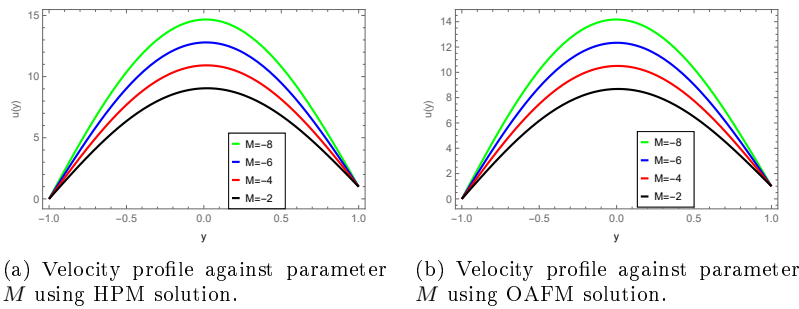 15
10
5
0
u(y)
−1.0 −0.5 0.0 0.5 1.0
y
M=−8
M=−6
M=−4
M=−2
14
12
10
8
6
4
2
0
u(y)
−1.0 −0.5 0.0 0.5 1.0
y
M=−8
M=−6
M=−4
M=−2
(a) Velocity profile against parameter
M using HPM solution.
(b) Velocity profile against parameter
M using OAFM solution.